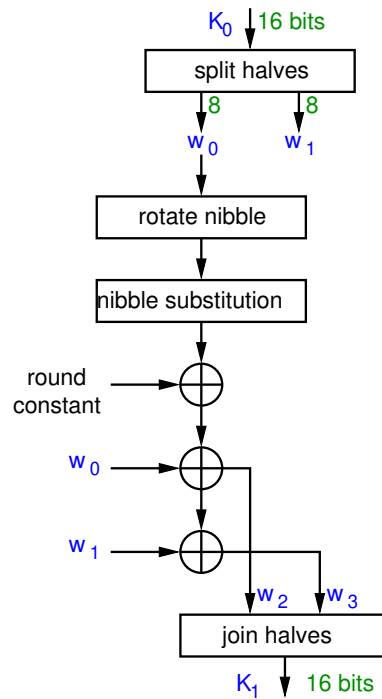 K0 16 bits
split halves
8 8
w0 w1
rotate nibble
nibble substitution
round
constant
w0
w1
w2 w3
join halves
K1 16 bits